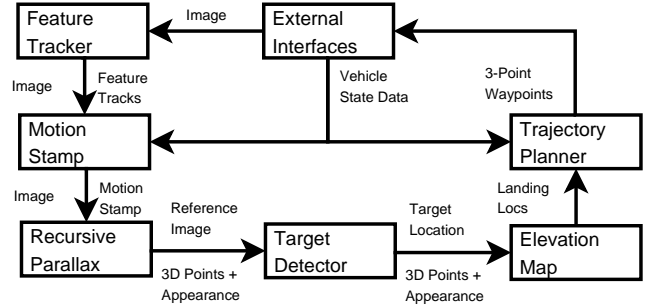 Feature
Tracker
Image
External
Interfaces
Image
Feature
Tracks
Vehicle
State Data
3-Point
Waypoints
Motion
Stamp
Trajectory
Planner
Image
Motion
Stamp
Landing
Locs
Recursive
Parallax
Reference
Image
3D Points +
Appearance
Target
Detector
Target
Location
3D Points +
Appearance
Elevation
Map